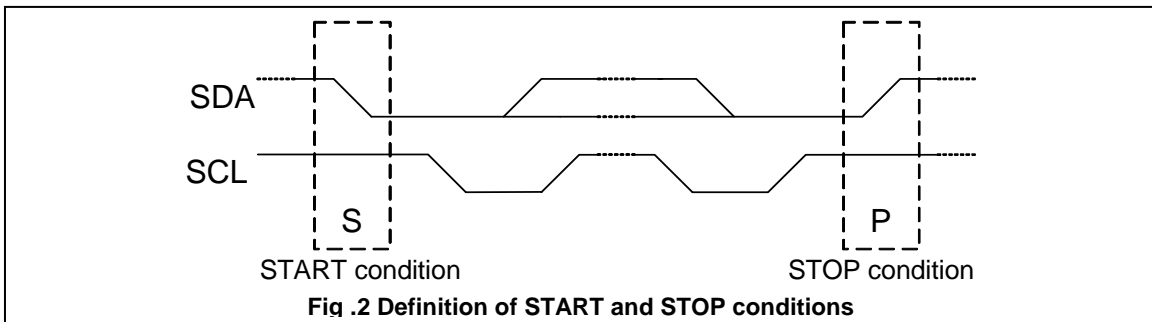 SDA
SCL
S
P
START condition
STOP condition
Fig .2 Definition of START and STOP conditions